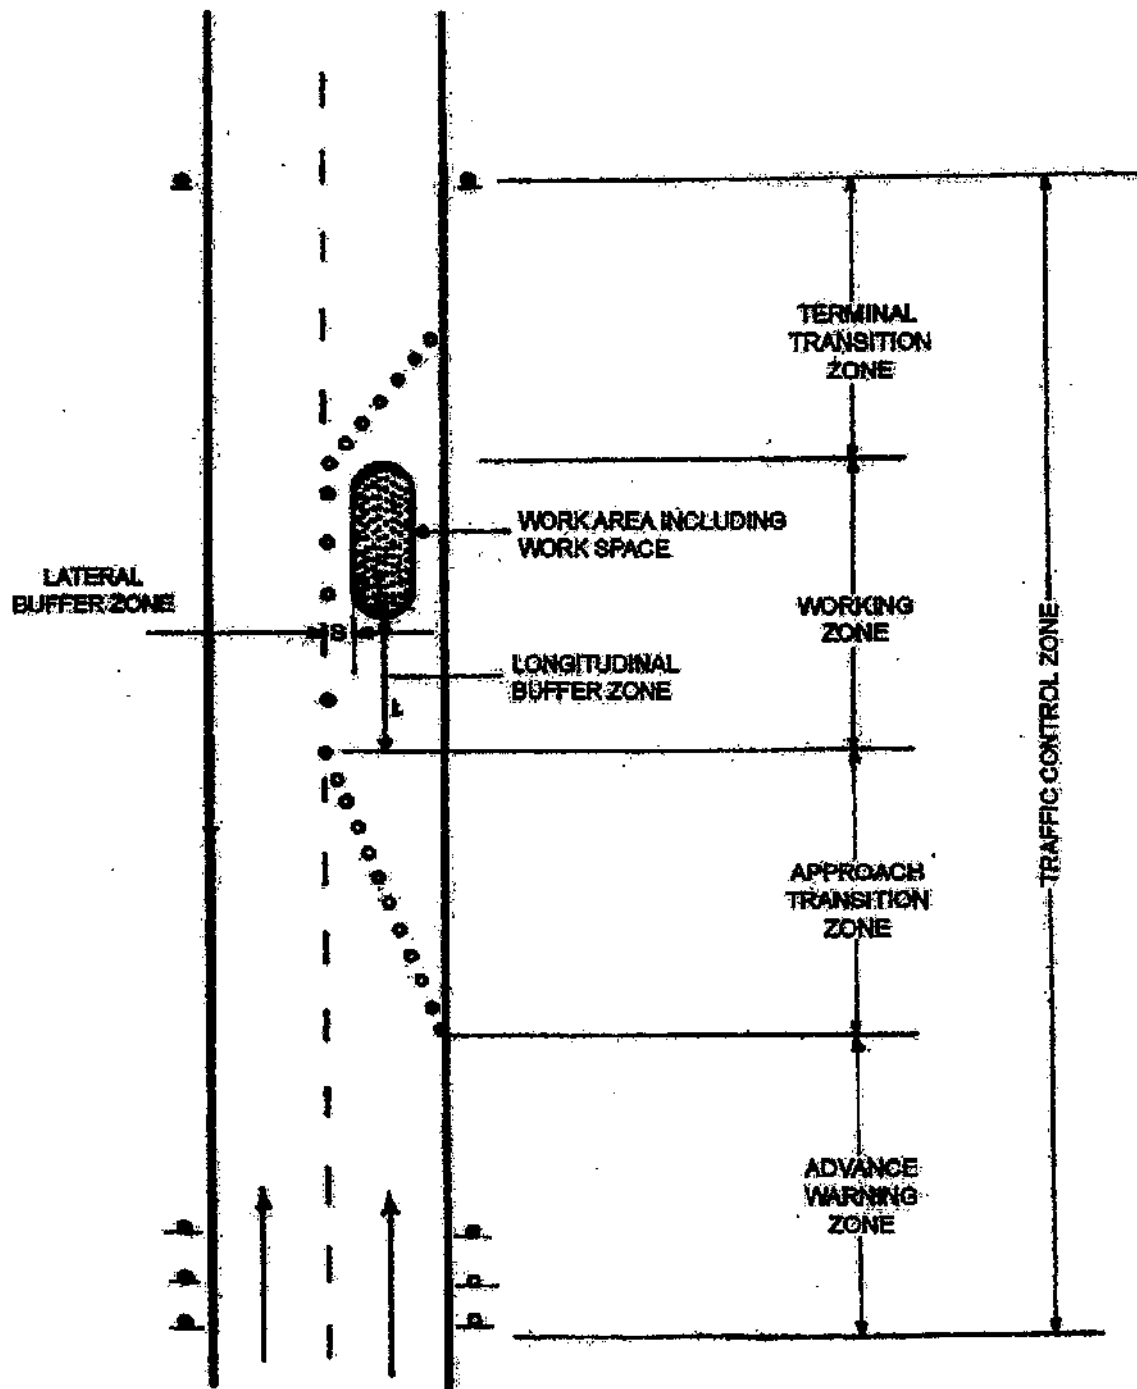 TERMINAL
TRANSITION
ZONE
WORK AREA INCLUDING
WORK SPACE
LATERAL
BUFFER ZONE
S
WORKING
ZONE
LONGITUDINAL
BUFFER ZONE
L
TRAFFIC CONTROL ZONE
APPROACH
TRANSITION
ZONE
ADVANCE
WARNING
ZONE